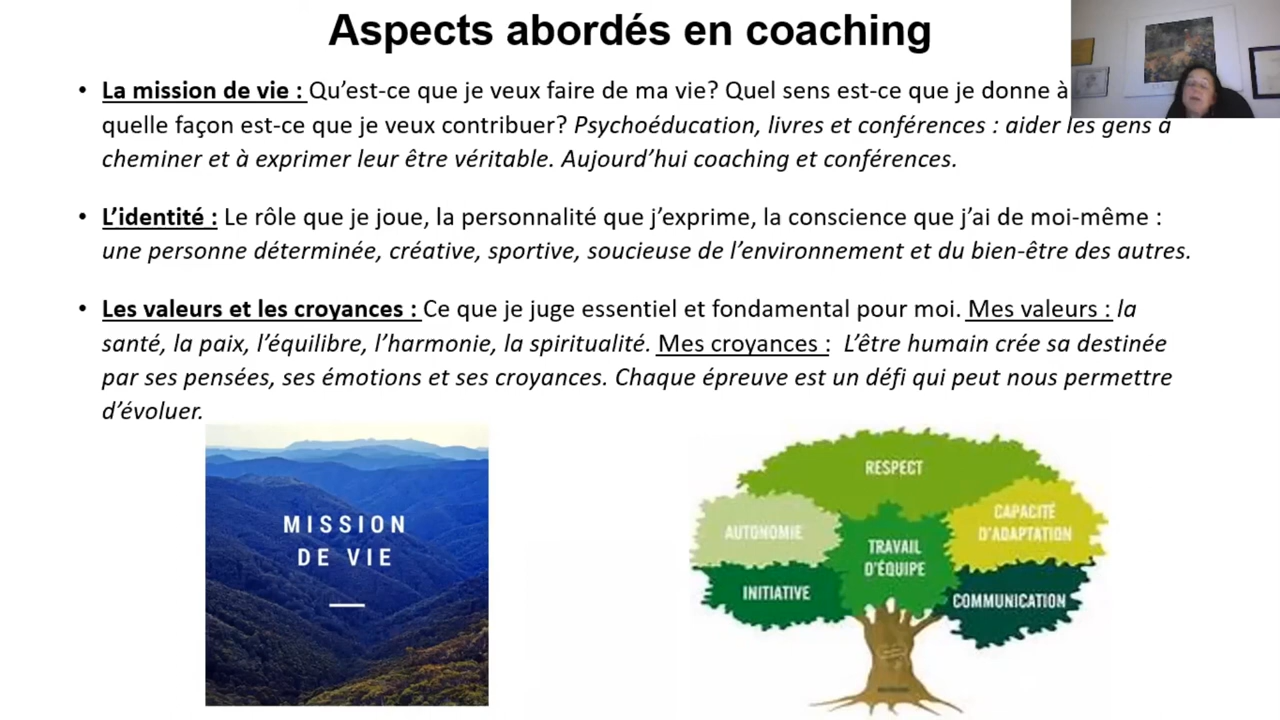 Aspects abordés en coaching
• La mission de vie : Qu’est-ce que je veux faire de ma vie? Quel sens est-ce que je donne à
quelle façon est-ce que je veux contribuer? Psychoéducation, livres et conférences : aider les gens à
cheminer et à exprimer leur être véritable. Aujourd’hui coaching et conférences.
• L’identité : Le rôle que je joue, la personnalité que j’exprime, la conscience que j’ai de moi-même :
une personne déterminée, créative, sportive, soucieuse de l’environnement et du bien-être des autres.
• Les valeurs et les croyances : Ce que je juge essentiel et fondamental pour moi. Mes valeurs : la
santé, la paix, l’équilibre, l’harmonie, la spiritualité. Mes croyances : L’être humain crée sa destinée
par ses pensées, ses émotions et ses croyances. Chaque épreuve est un défi qui peut nous permettre
d’évoluer.
MISSION
DE VIE
RESPECT
AUTONOMIE
CAPACITÉ
D'ADAPTATION
TRAVAIL
D'ÉQUIPE
INITIATIVE
COMMUNICATION